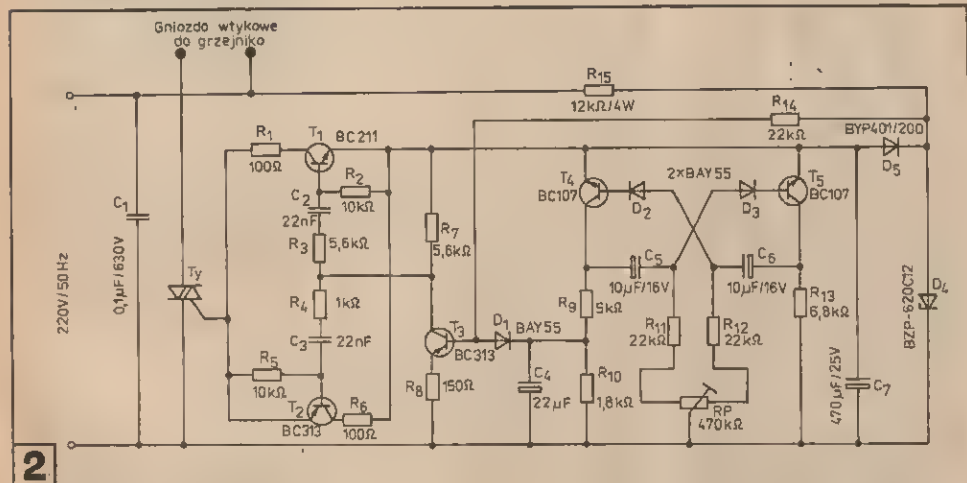 Gniozdo wtykowe
do grzejnika
R15
12kΩ/4W
R14
22kΩ
BYP401/200
D5
R1
100Ω
T1
BC211
R2
10kΩ
C2
22nF
R3
5,6kΩ
R7
5,6kΩ
T4
BC107
2×BAY55
D2
D3
T5
BC107
C1
0,1μF/630V
220V/50Hz
Ty
R4
1kΩ
C3
22nF
R5
10kΩ
T2
BC313
R6
100Ω
T3
BC313
R8
150Ω
D1
BAY55
C4
22μF
R9
5kΩ
R10
1,8kΩ
C5
10μF/16V
C6
10μF/16V
R11
22kΩ
R12
22kΩ
RP
470kΩ
R13
6,8kΩ
C7
470μF/25V
D4
BZP-620C12
2